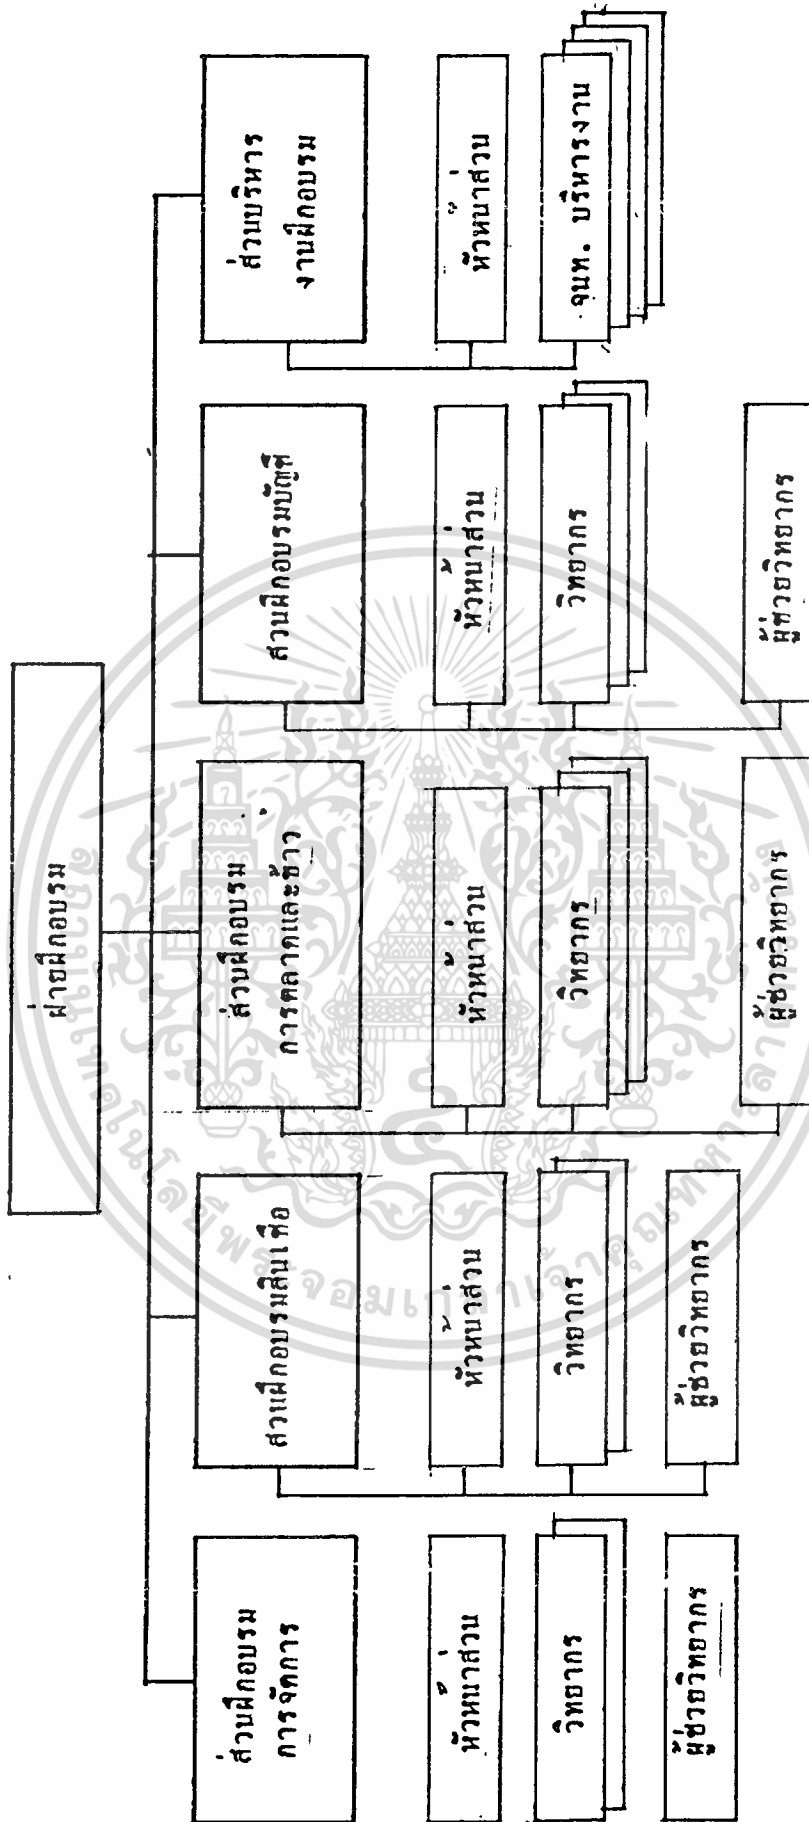 ฝ่ายฝึกอบรม
ส่วนฝึกอบรม
การจัดการ
หัวหน้าส่วน
วิทยากร
ผู้ช่วยวิทยากร
ส่วนฝึกอบรมสินเชื่อ
หัวหน้าส่วน
วิทยากร
ผู้ช่วยวิทยากร
ส่วนฝึกอบรม
การตลาดและข้าว
หัวหน้าส่วน
วิทยากร
ผู้ช่วยวิทยากร
ส่วนฝึกอบรมบัญชี
หัวหน้าส่วน
วิทยากร
ผู้ช่วยวิทยากร
ส่วนบริหาร
งานฝึกอบรม
หัวหน้าส่วน
จนท. บริหารงาน